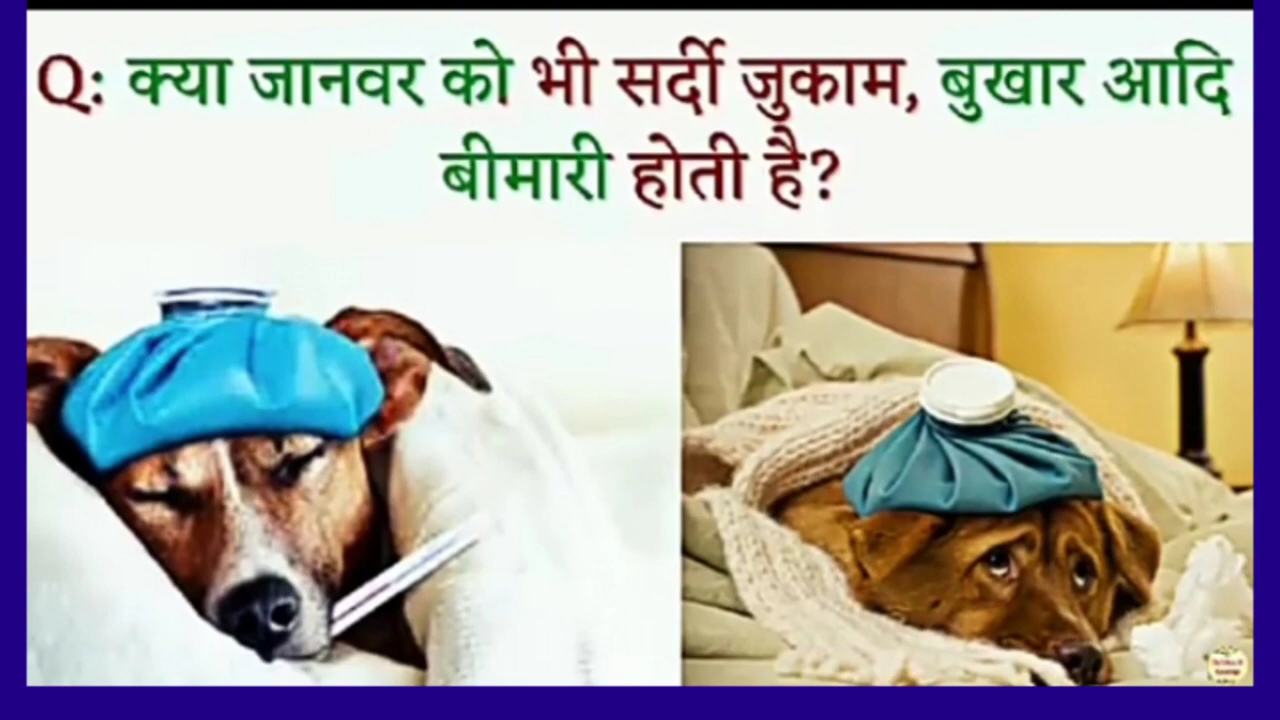 Q: क्या जानवर को भी सर्दी जुकाम, बुखार आदि
बीमारी होती है?